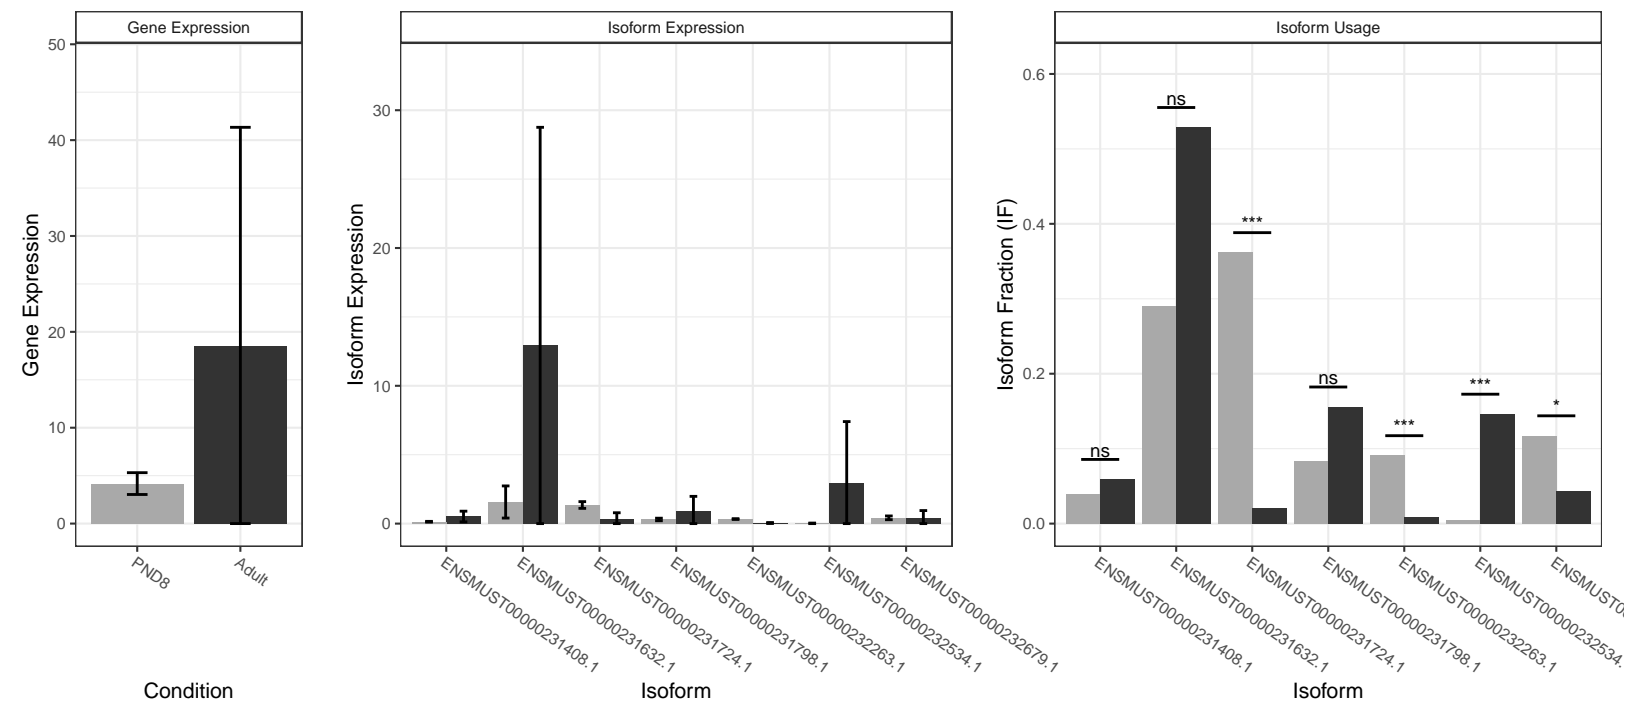 Gene Expression
Gene Expression
50
40
30
20
10
0
PND8
Adult
Condition
Isoform Expression
Isoform Expression
30
20
10
0
ENSMUST00000231408.1
ENSMUST00000231632.1
ENSMUST00000231724.1
ENSMUST00000231798.1
ENSMUST00000232263.1
ENSMUST00000232534.1
ENSMUST00000232679.1
Isoform
Isoform Usage
Isoform Fraction (IF)
0.6
0.4
0.2
0.0
ns
ns
***
ns
***
***
*
ENSMUST00000231408.1
ENSMUST00000231632.1
ENSMUST00000231724.1
ENSMUST00000231798.1
ENSMUST00000232263.1
ENSMUST00000232534.
ENSMUST0
Isoform